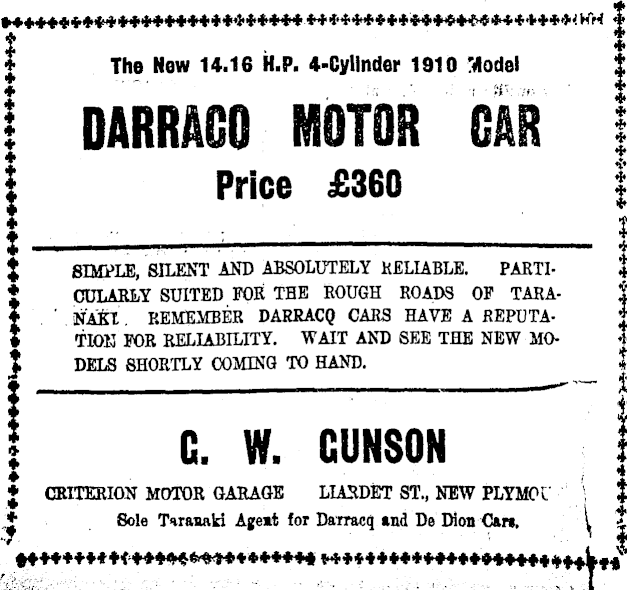 The New 14.16 H.P. 4-Cylinder 1910 Model
DARRACQ MOTOR CAR
Price £360
SIMPLE, SILENT AND ABSOLUTELY RELIABLE. PARTI-
CULARLY SUITED FOR THE ROUGH ROADS OF TARA-
NAKI. REMEMBER DARRACQ CARS HAVE A REPUTA-
TION FOR RELIABILITY. WAIT AND SEE THE NEW MO-
DELS SHORTLY COMING TO HAND.
G. W. GUNSON
CRITERION MOTOR GARAGE LIARDET ST., NEW PLYMOU
Sole Taranaki Agent for Darracq and De Dion Cars.